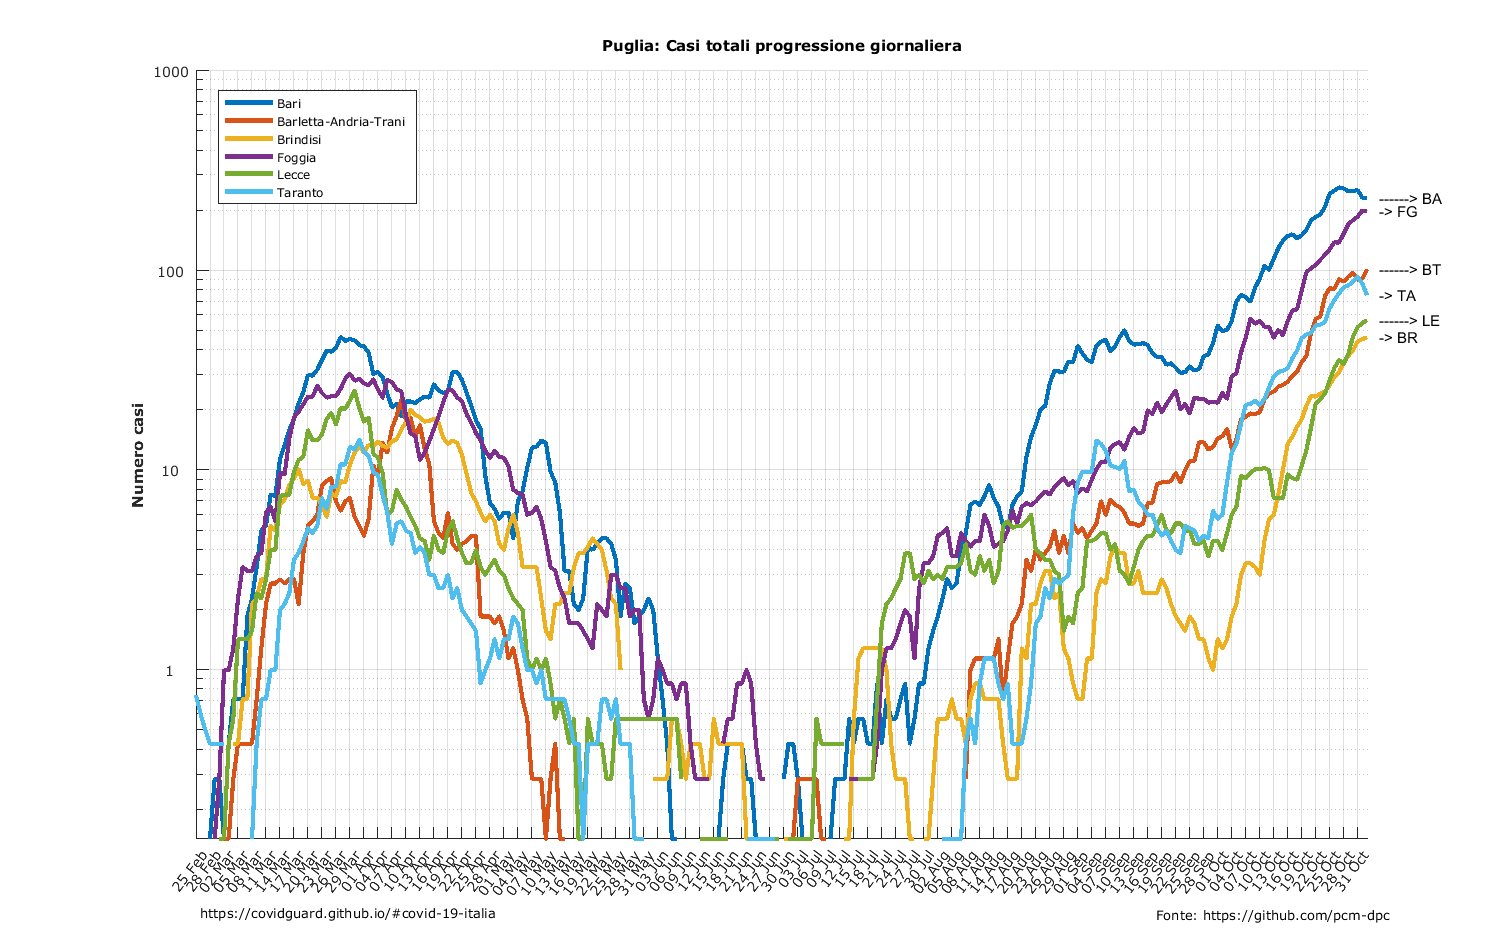 Puglia: Casi totali progressione giornaliera
1000
100
10
1
Numero casi
Bari
Barletta-Andria-Trani
Brindisi
Foggia
Lecce
Taranto
------> BA
-> FG
------> BT
-> TA
------> LE
-> BR
25 Feb
28 Feb
02 Mar
05 Mar
08 Mar
11 Mar
14 Mar
17 Mar
20 Mar
23 Mar
26 Mar
29 Mar
01 Apr
04 Apr
07 Apr
10 Apr
13 Apr
16 Apr
19 Apr
22 Apr
25 Apr
28 Apr
01 May
04 May
07 May
10 May
13 May
16 May
19 May
22 May
25 May
28 May
31 May
03 Jun
06 Jun
09 Jun
12 Jun
15 Jun
18 Jun
21 Jun
24 Jun
27 Jun
30 Jun
03 Jul
06 Jul
09 Jul
12 Jul
15 Jul
18 Jul
21 Jul
24 Jul
27 Jul
30 Jul
02 Aug
05 Aug
08 Aug
11 Aug
14 Aug
17 Aug
20 Aug
23 Aug
26 Aug
29 Aug
01 Sep
04 Sep
07 Sep
10 Sep
13 Sep
16 Sep
19 Sep
22 Sep
25 Sep
28 Sep
01 Oct
04 Oct
07 Oct
10 Oct
13 Oct
16 Oct
19 Oct
22 Oct
25 Oct
28 Oct
31 Oct
https://covidguard.github.io/#covid-19-italia
Fonte: https://github.com/pcm-dpc